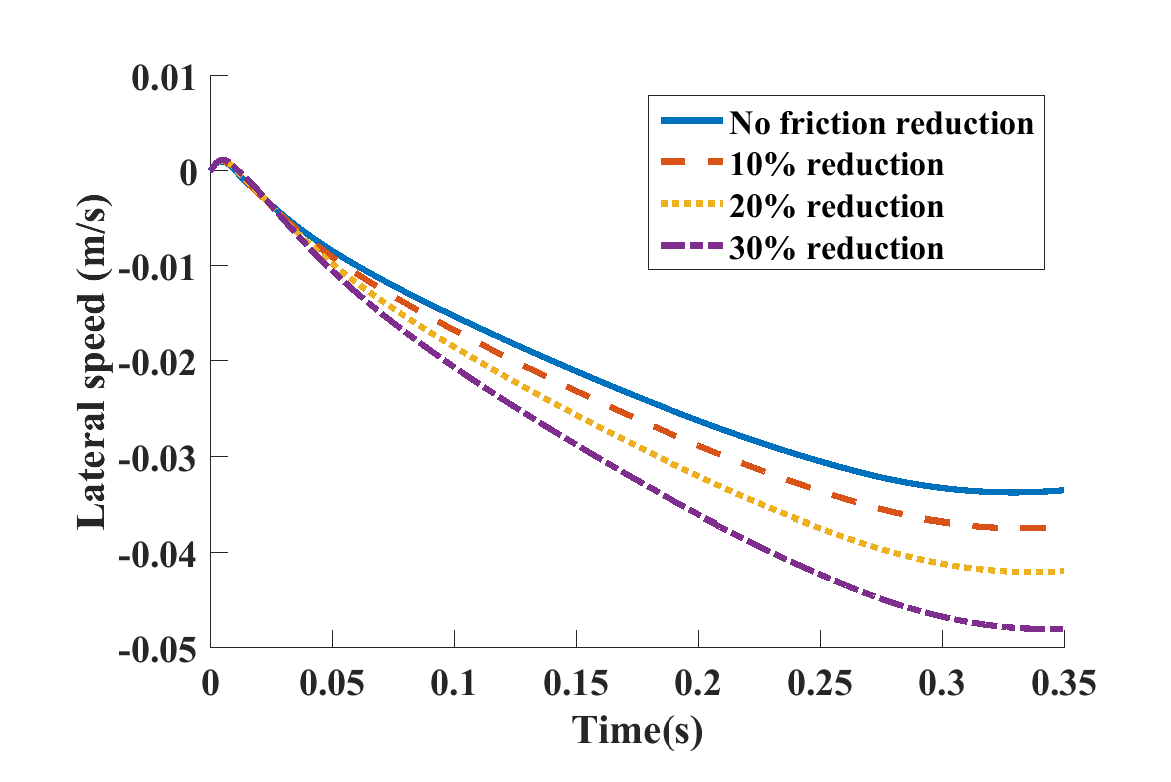 0.01
0
-0.01
-0.02
-0.03
-0.04
-0.05
Lateral speed (m/s)
No friction reduction
10% reduction
20% reduction
30% reduction
0 0.05 0.1 0.15 0.2 0.25 0.3 0.35
Time(s)